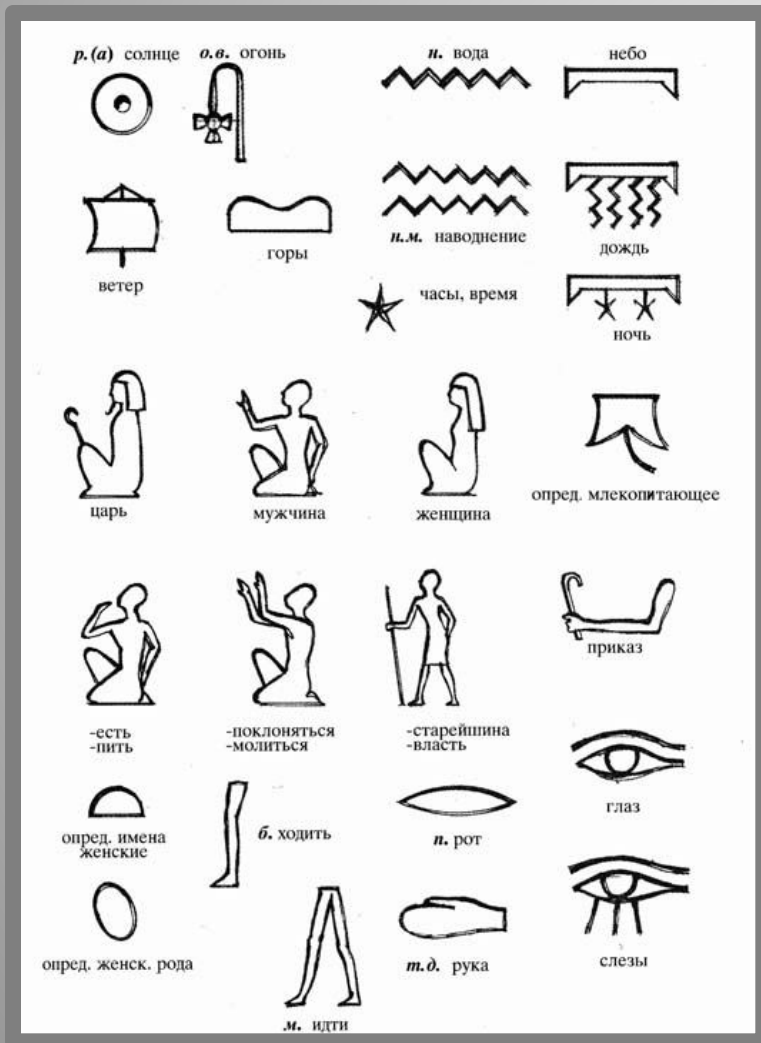 р.(а) солнце
о.в. огонь
н. вода
небо
ветер
горы
н.м. наводнение
дождь
часы, время
ночь
царь
мужчина
женщина
опред. млекопитающее
-есть
-пить
-поклоняться
-молиться
-старейшина
-власть
приказ
опред. имена
женские
б. ходить
п. рот
глаз
опред. женск. рода
м. идти
т.д. рука
слезы